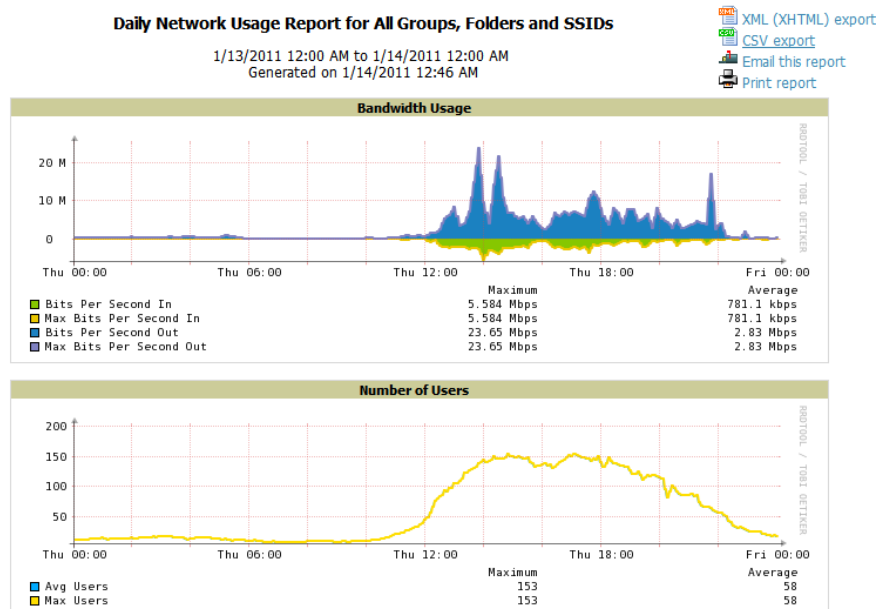 Daily Network Usage Report for All Groups, Folders and SSIDs
1/13/2011 12:00 AM to 1/14/2011 12:00 AM
Generated on 1/14/2011 12:46 AM
XML (XHTML) export
CSV export
Email this report
Print report
Bandwidth Usage
20 M
10 M
0
RRDTOOL / TOBI OETIKER
Thu 00:00 Thu 06:00 Thu 12:00 Thu 18:00 Fri 00:00
Maximum Average
Bits Per Second In 5.584 Mbps 781.1 kbps
Max Bits Per Second In 5.584 Mbps 781.1 kbps
Bits Per Second Out 23.65 Mbps 2.83 Mbps
Max Bits Per Second Out 23.65 Mbps 2.83 Mbps
Number of Users
200
150
100
50
RRDTOOL / TOBI OETIKER
Thu 00:00 Thu 06:00 Thu 12:00 Thu 18:00 Fri 00:00
Maximum Average
Avg Users 153 58
Max Users 153 58